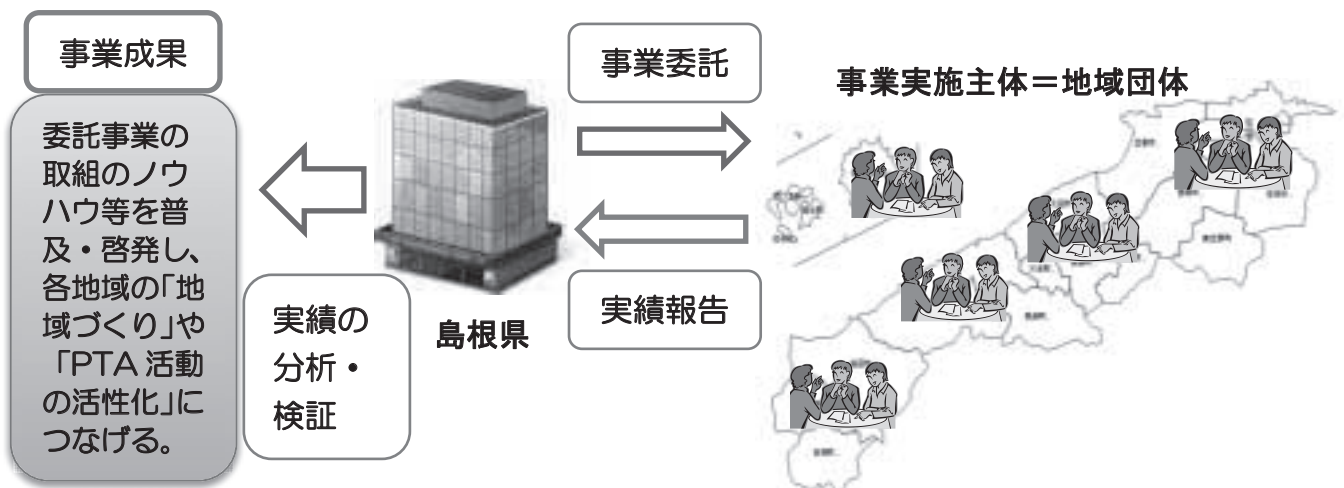 事業成果
委託事業の
取組のノウ
ハウ等を普
及・啓発し、
各地域の「地
域づくり」や
「PTA 活動
の活性化」に
つなげる。
実績の
分析・
検証
島根県
事業委託
実績報告
事業実施主体＝地域団体